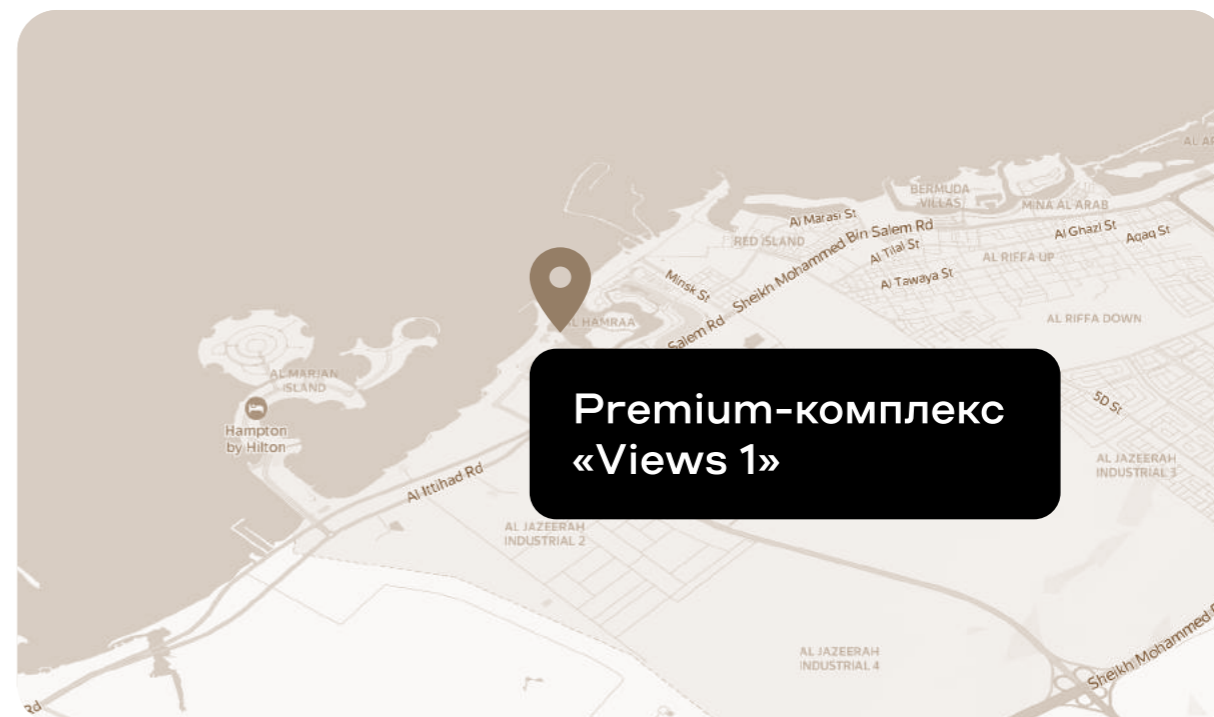 AL AR
BERMUDA
VILLAS
MINA AL ARAB
Al Marasi St
Bin Salem Rd
Al Ghazi St
Aqaq St
RED ISLAND
Al Tilal St
AL RIFFA UP
Sheikh Mohammed
Al Tawaya St
Minsk St
AL HAMRAA
Salem Rd
AL RIFFA DOWN
AL MARJAN
ISLAND
Hampton
by Hilton
Premium-комплекс
«Views 1»
5D St
AL JAZEERAH
INDUSTRIAL 3
Al Ittihad Rd
AL JAZEERAH
INDUSTRIAL 2
AL JAZEERAH
INDUSTRIAL 4
Sheikh Mohammed
Rd